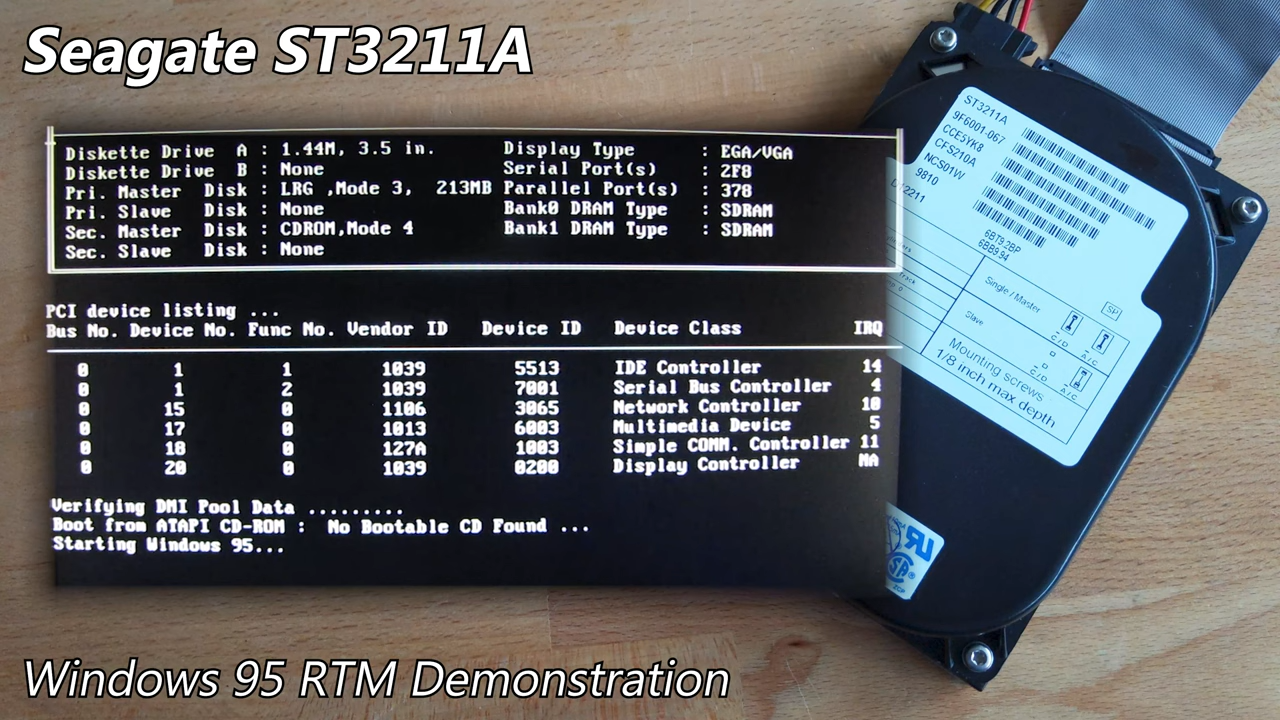 Seagate ST3211A
Diskette Drive A : 1.44M, 3.5 in. Display Type : EGA/VGA
Diskette Drive B : None Serial Port(s) : 2F8
Pri. Master Disk : LRG ,Mode 3, 213MB Parallel Port(s) : 378
Pri. Slave Disk : None Bank0 DRAM Type : SDRAM
Sec. Master Disk : CDROM,Mode 4 Bank1 DRAM Type : SDRAM
Sec. Slave Disk : None
PCI device listing ...
Bus No. Device No. Func No. Vendor ID Device ID Device Class IRQ
0 1 1 1039 5513 IDE Controller 14
0 1 2 1039 7001 Serial Bus Controller 4
0 15 0 1106 3065 Network Controller 10
0 17 0 1013 6003 Multimedia Device 5
0 18 0 127A 1003 Simple COMM. Controller 11
0 20 0 1039 0200 Display Controller NA
Verifying DMI Pool Data .........
Boot from ATAPI CD-ROM : No Bootable CD Found ...
Starting Windows 95...
ST3211A
9F6001-067
CCE5YK8
CFS210A
NCS01W
9810
6BT92BP
6BB994
Single / Master
SP
C/D A/C
Slave
C/D A/C
Mounting screws
1/8 inch max depth
Windows 95 RTM Demonstration